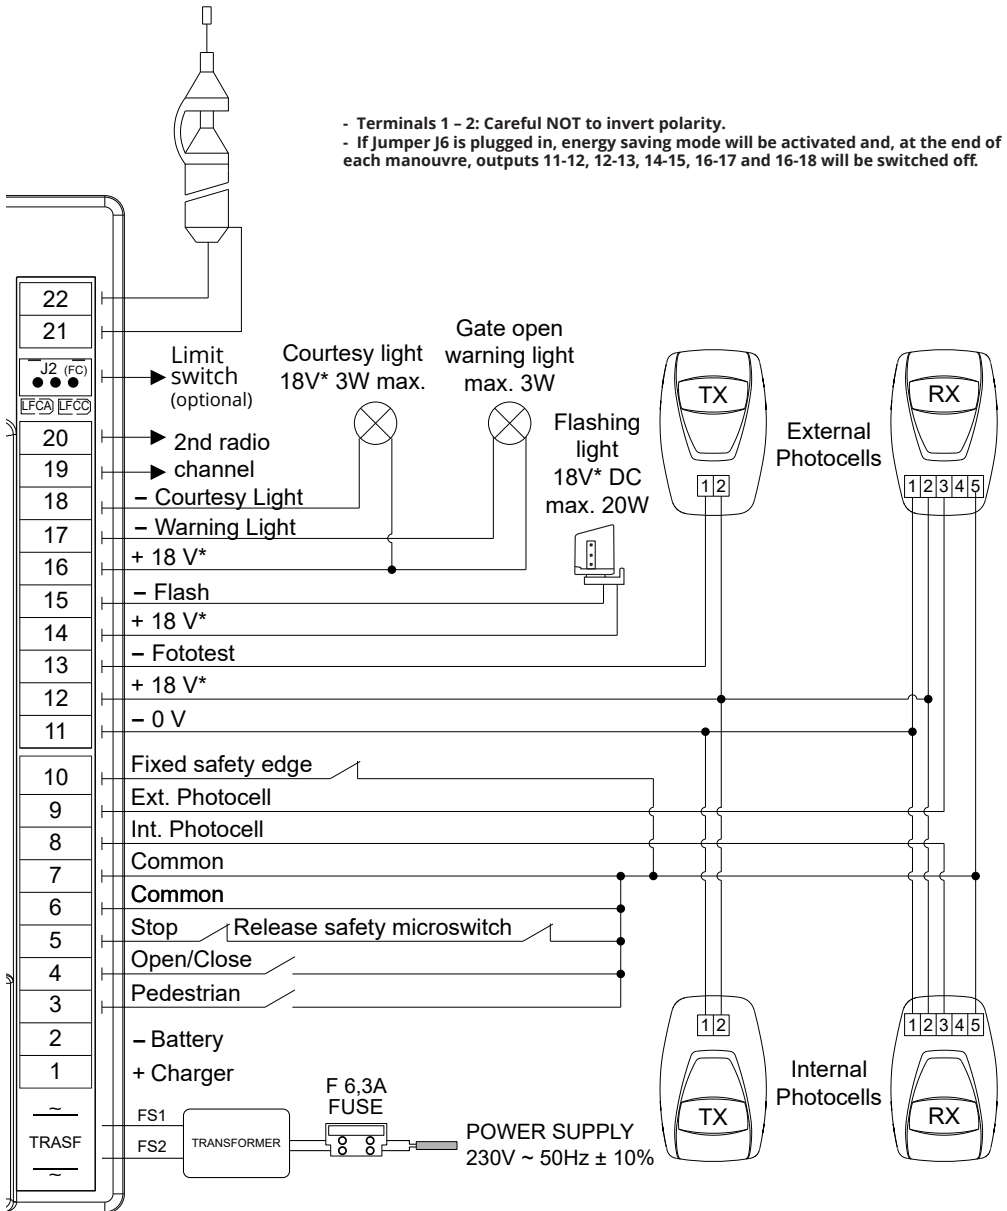 - Terminals 1 – 2: Careful NOT to invert polarity.
- If Jumper J6 is plugged in, energy saving mode will be activated and, at the end of
each manouvre, outputs 11-12, 12-13, 14-15, 16-17 and 16-18 will be switched off.
22
21
J2 (FC)
LFCA LFCC
Limit
switch
(optional)
20
19
2nd radio
channel
18
– Courtesy Light
17
– Warning Light
16
+ 18 V*
15
– Flash
14
+ 18 V*
13
– Fototest
12
+ 18 V*
11
– 0 V
10
Fixed safety edge
9
Ext. Photocell
8
Int. Photocell
7
Common
6
Common
5
Stop Release safety microswitch
4
Open/Close
3
Pedestrian
2
– Battery
1
+ Charger
~
TRASF
~
FS1
FS2
TRANSFORMER
F 6,3A
FUSE
POWER SUPPLY
230V ~ 50Hz ± 10%
Courtesy light
18V* 3W max.
Gate open
warning light
max. 3W
Flashing
light
18V* DC
max. 20W
TX
1 2
External
Photocells
RX
1 2 3 4 5
1 2
TX
Internal
Photocells
1 2 3 4 5
RX